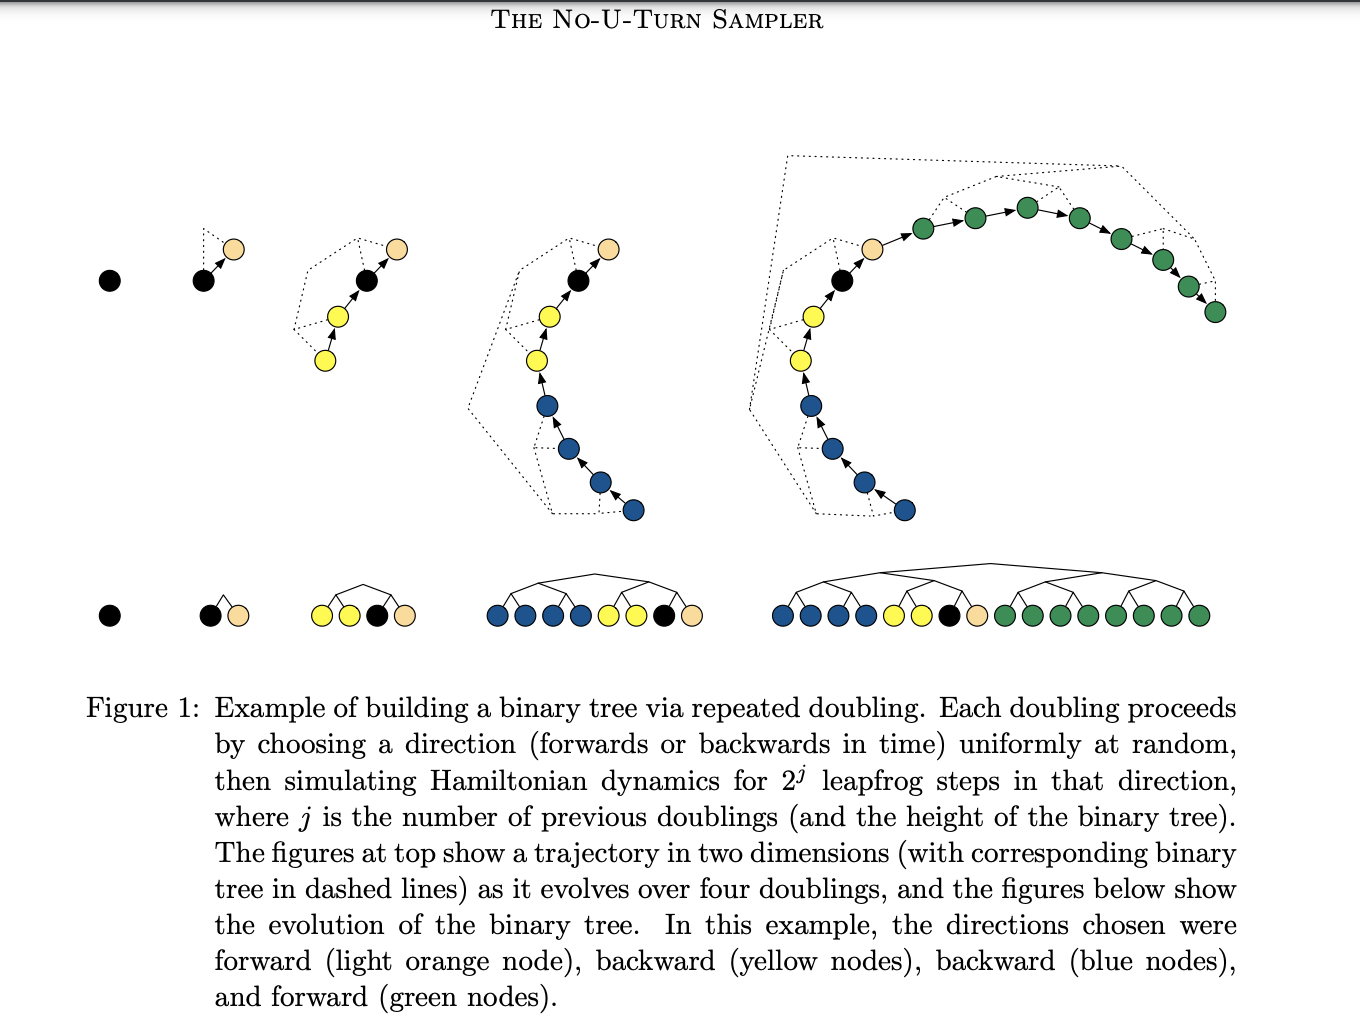 THE NO-U-TURN SAMPLER
Figure 1: Example of building a binary tree via repeated doubling. Each doubling proceeds
by choosing a direction (forwards or backwards in time) uniformly at random,
then simulating Hamiltonian dynamics for 2^j leapfrog steps in that direction,
where j is the number of previous doublings (and the height of the binary tree).
The figures at top show a trajectory in two dimensions (with corresponding binary
tree in dashed lines) as it evolves over four doublings, and the figures below show
the evolution of the binary tree. In this example, the directions chosen were
forward (light orange node), backward (yellow nodes), backward (blue nodes),
and forward (green nodes).